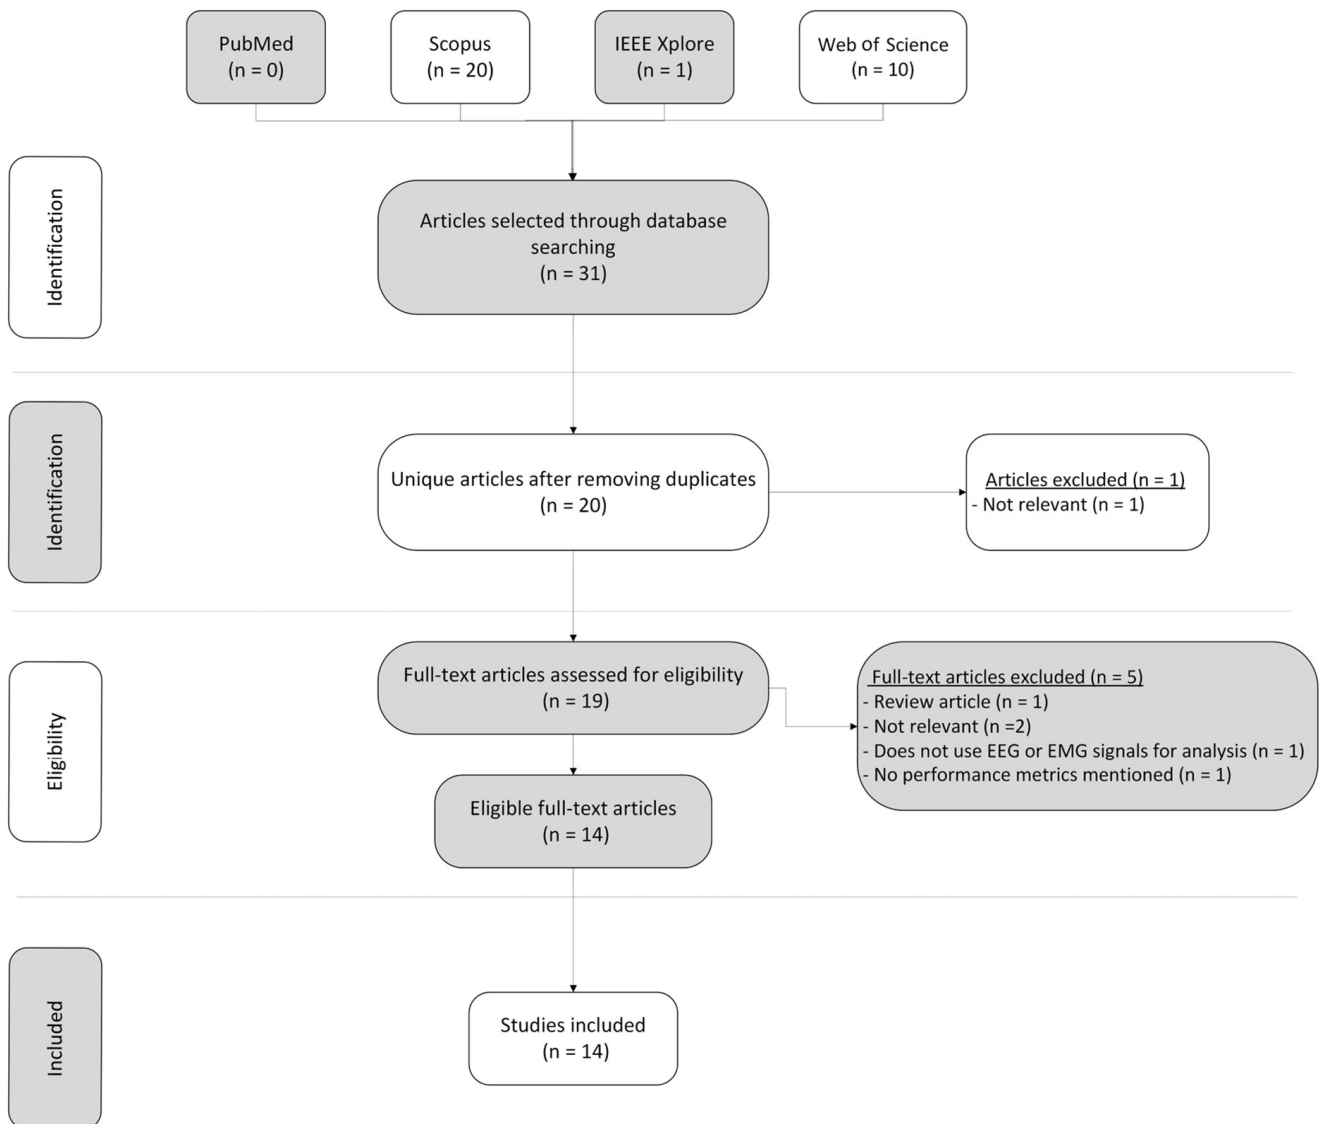 PubMed
(n = 0)
Scopus
(n = 20)
IEEE Xplore
(n = 1)
Web of Science
(n = 10)
Identification
Articles selected through database
searching
(n = 31)
Identification
Unique articles after removing duplicates
(n = 20)
Articles excluded (n = 1)
- Not relevant (n = 1)
Eligibility
Full-text articles assessed for eligibility
(n = 19)
Full-text articles excluded (n = 5)
- Review article (n = 1)
- Not relevant (n =2)
- Does not use EEG or EMG signals for analysis (n = 1)
- No performance metrics mentioned (n = 1)
Eligible full-text articles
(n = 14)
Included
Studies included
(n = 14)